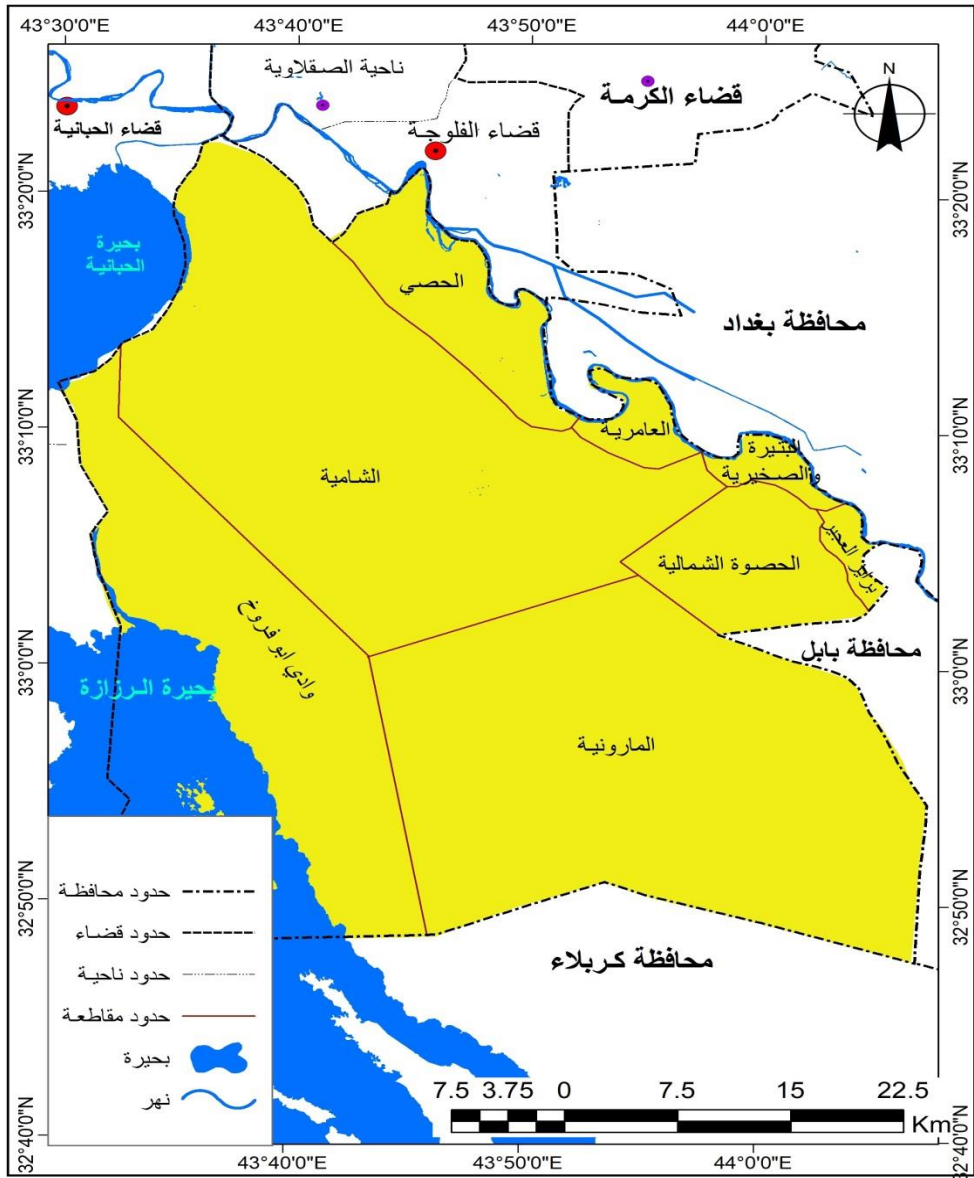 43°30'0"E
43°40'0"E
43°50'0"E
44°0'0"E
ناحية الصقلاوية
قضاء الكرمة
N
قضاء الحبانية
قضاء الفلوجة
33°20'0"N
33°20'0"N
بحيرة
الحبانية
الحصي
محافظة بغداد
33°10'0"N
33°10'0"N
العامرية
البتيرة
والصخيرية
الشامية
براير العجير
الحصوة الشمالية
وادي ابو فروخ
محافظة بابل
33°0'0"N
33°0'0"N
بحيرة الرزازة
المارونية
32°50'0"N
32°50'0"N
حدود محافظة
حدود قضاء
حدود ناحية
حدود مقاطعة
بحيرة
نهر
محافظة كربلاء
7.5 3.75 0 7.5 15 22.5
Km
32°40'0"N
32°40'0"N
43°40'0"E
43°50'0"E
44°0'0"E